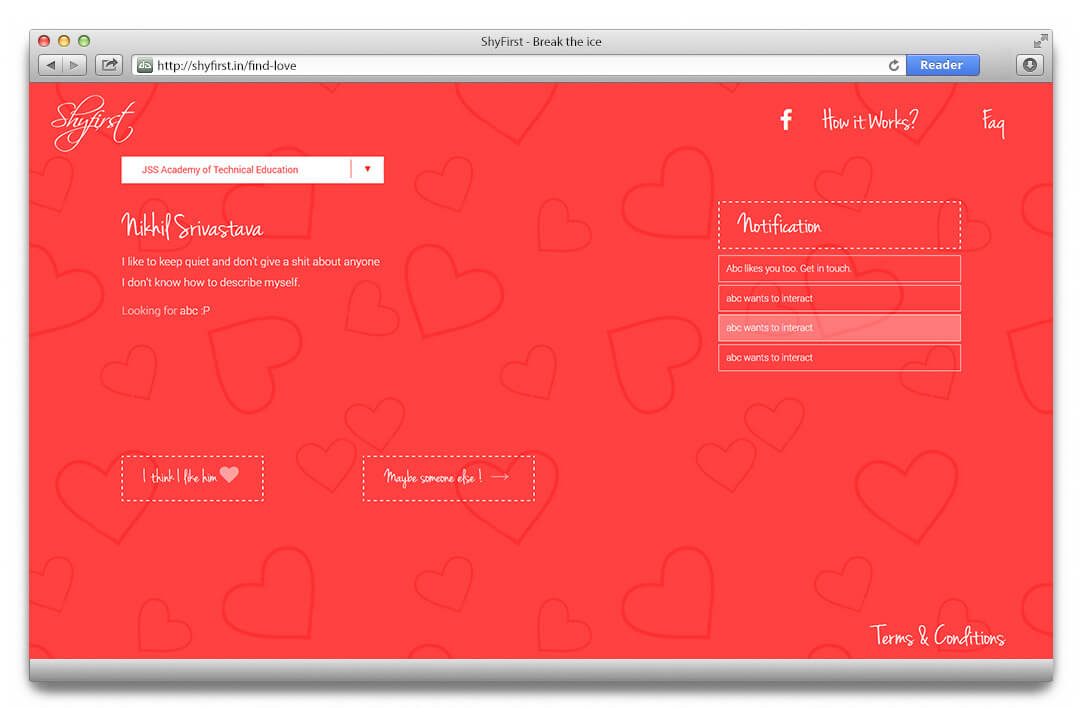 ShyFirst - Break the ice
http://shyfirst.in/find-love
Reader
Shyfirst
f
How it Works?
Faq
JSS Academy of Technical Education
Nikhil Srivastava
I like to keep quiet and don't give a shit about anyone
I don't know how to describe myself.
Looking for abc :P
Notification
Abc likes you too. Get in touch.
abc wants to interact
abc wants to interact
abc wants to interact
I think I like him
Maybe someone else ! →
Terms & Conditions